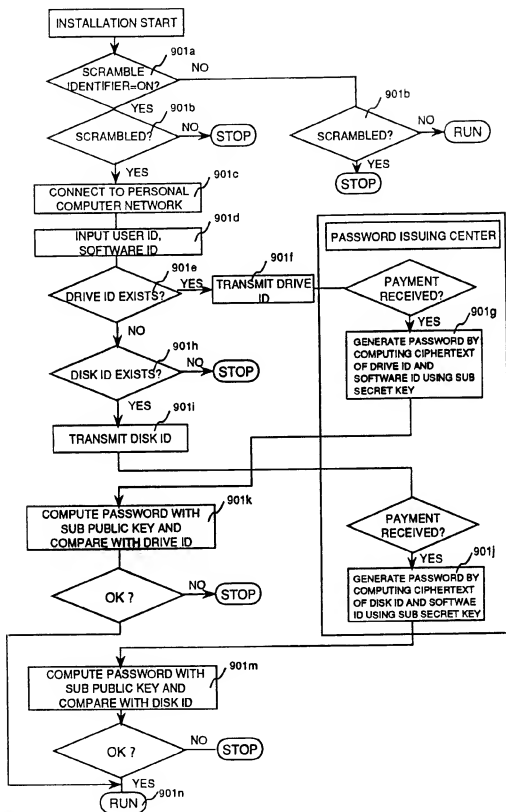 INSTALLATION START
901a
SCRAMBLE
IDENTIFIER=ON?
NO
YES
901b
SCRAMBLED?
NO
STOP
901b
SCRAMBLED?
NO
RUN
YES
STOP
YES
901c
CONNECT TO PERSONAL
COMPUTER NETWORK
901d
INPUT USER ID,
SOFTWARE ID
PASSWORD ISSUING CENTER
901e
DRIVE ID EXISTS?
YES
901f
TRANSMIT DRIVE
ID
PAYMENT
RECEIVED?
YES
901g
GENERATE PASSWORD BY
COMPUTING CIPHERTEXT
OF DRIVE ID AND
SOFTWARE ID USING SUB
SECRET KEY
NO
901h
DISK ID EXISTS?
NO
STOP
YES
901i
TRANSMIT DISK ID
901k
COMPUTE PASSWORD WITH
SUB PUBLIC KEY AND
COMPARE WITH DRIVE ID
PAYMENT
RECEIVED?
YES
901j
GENERATE PASSWORD BY
COMPUTING CIPHERTEXT
OF DISK ID AND SOFTWAE
ID USING SUB SECRET KEY
OK ?
NO
STOP
901m
COMPUTE PASSWORD WITH
SUB PUBLIC KEY AND
COMPARE WITH DISK ID
OK ?
NO
STOP
YES
RUN
901n